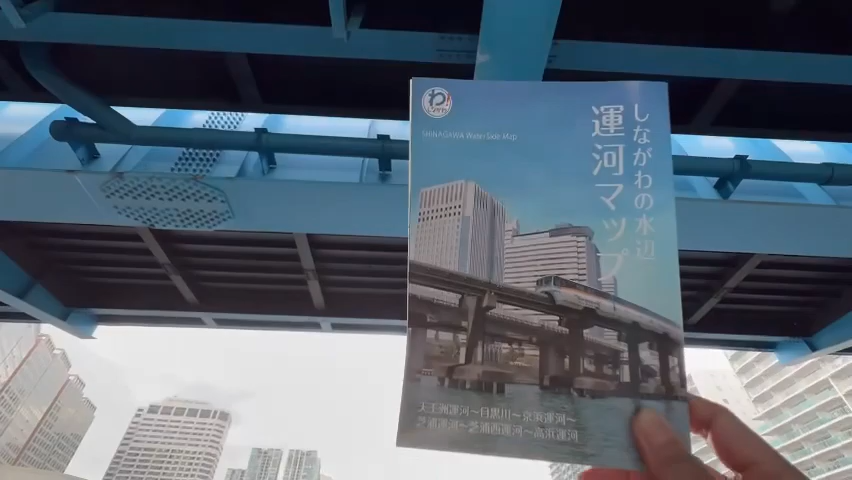 わ
SHINAGAWA Water Side Map
しながわの水辺
運河マップ
天王洲運河〜目黒川〜京浜運河〜
芝浦運河〜芝浦西運河〜高浜運河